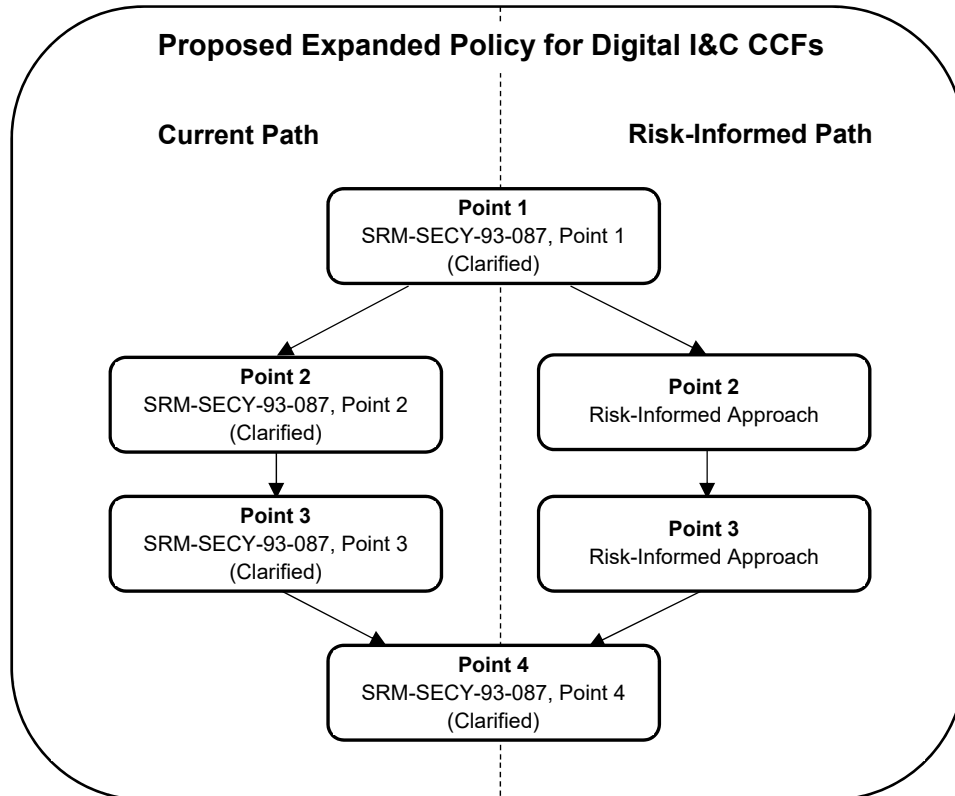 Proposed Expanded Policy for Digital I&C CCFs
Current Path
Risk-Informed Path
Point 1
SRM-SECY-93-087, Point 1
(Clarified)
Point 2
SRM-SECY-93-087, Point 2
(Clarified)
Point 2
Risk-Informed Approach
Point 3
SRM-SECY-93-087, Point 3
(Clarified)
Point 3
Risk-Informed Approach
Point 4
SRM-SECY-93-087, Point 4
(Clarified)